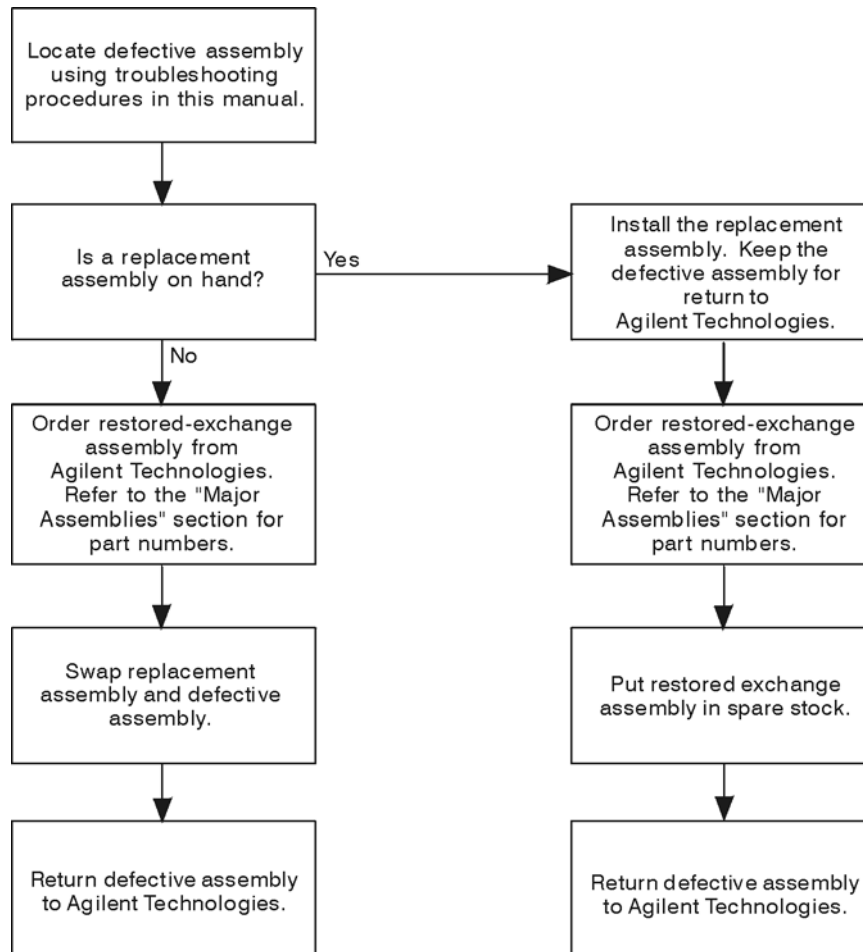 Locate defective assembly
using troubleshooting
procedures in this manual.
Is a replacement
assembly on hand?
Yes
No
Install the replacement
assembly. Keep the
defective assembly for
return to
Agilent Technologies.
Order restored-exchange
assembly from
Agilent Technologies.
Refer to the "Major
Assemblies" section for
part numbers.
Order restored-exchange
assembly from
Agilent Technologies.
Refer to the "Major
Assemblies" section for
part numbers.
Swap replacement
assembly and defective
assembly.
Put restored exchange
assembly in spare stock.
Return defective assembly
to Agilent Technologies.
Return defective assembly
to Agilent Technologies.